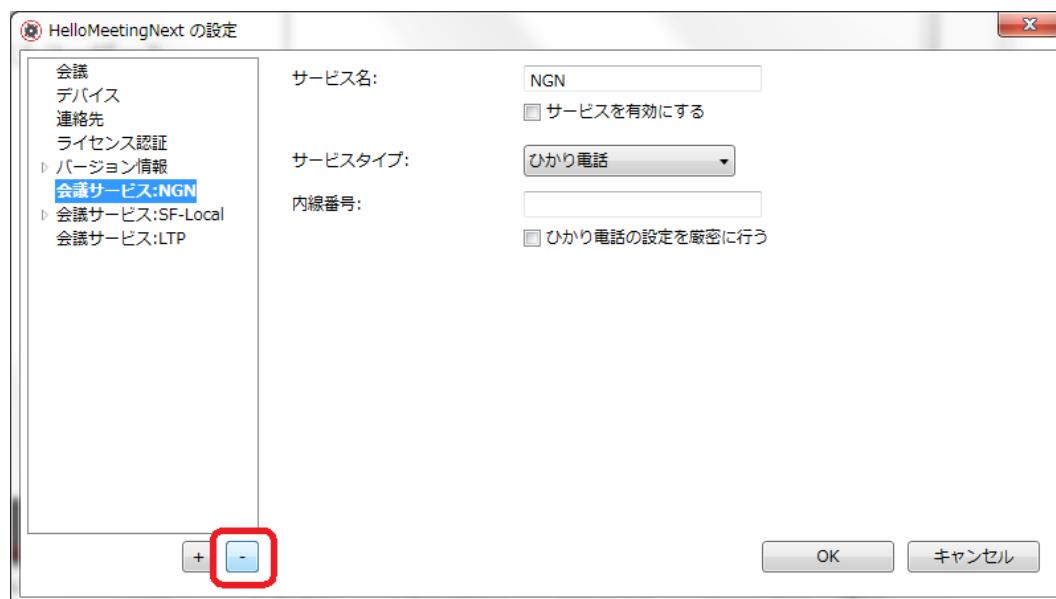 HelloMeetingNext の設定
会議
デバイス
連絡先
ライセンス認証
バージョン情報
会議サービス:NGN
会議サービス:SF-Local
会議サービス:LTP
サービス名:
NGN
サービスを有効にする
サービスタイプ:
ひかり電話
内線番号:
ひかり電話の設定を厳密に行う
+
-
OK
キャンセル